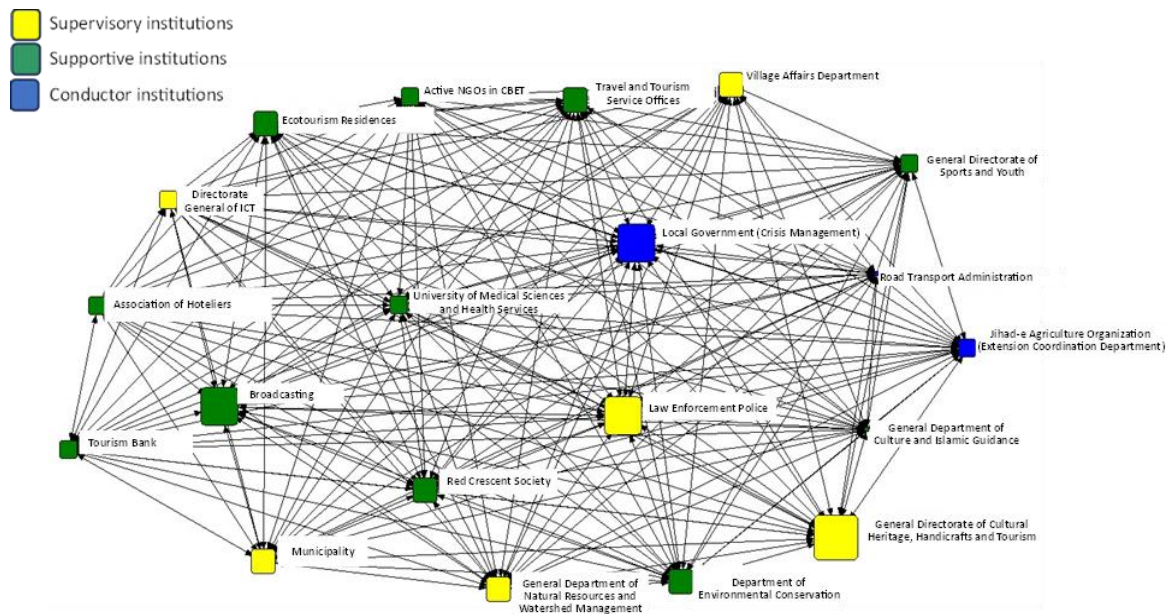 Supervisory institutions
Supportive institutions
Conductor institutions
Village Affairs Department
Active NGOs in CBET
Travel and Tourism
Service Offices
Ecotourism Residences
General Directorate of
Sports and Youth
Directorate
General of ICT
Local Government (Crisis Management)
Road Transport Administration
Association of Hoteliers
University of Medical Sciences
and Health Services
Jihad-e Agriculture Organization
(Extension Coordination Department)
Broadcasting
Law Enforcement Police
General Department of
Culture and Islamic Guidance
Tourism Bank
Red Crescent Society
General Directorate of Cultural
Heritage, Handicrafts and Tourism
Municipality
General Department of
Natural Resources and
Watershed Management
Department of
Environmental Conservation